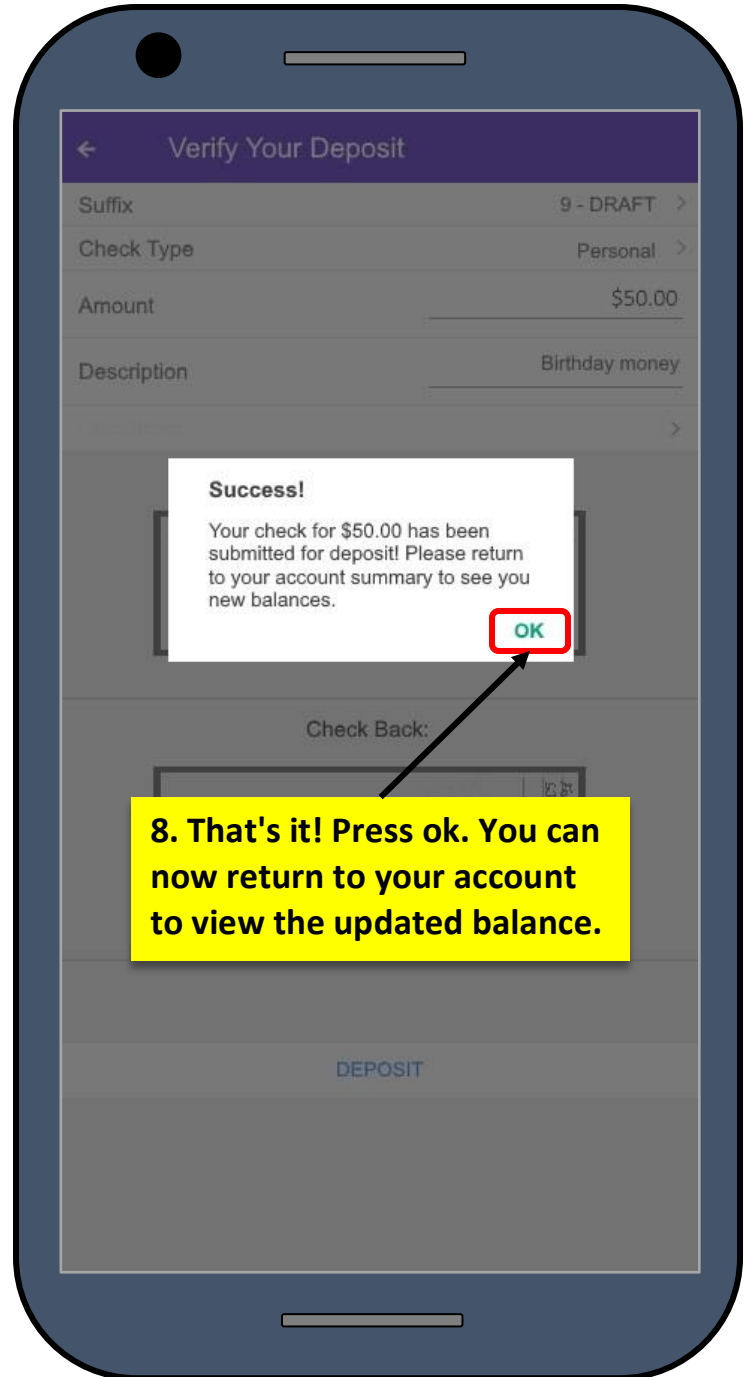 Verify Your Deposit
Suffix 9 - DRAFT
Check Type Personal
Amount $50.00
Description Birthday money
Success!
Your check for $50.00 has been
submitted for deposit! Please return
to your account summary to see you
new balances.
OK
Check Back:
8. That's it! Press ok. You can
now return to your account
to view the updated balance.
DEPOSIT